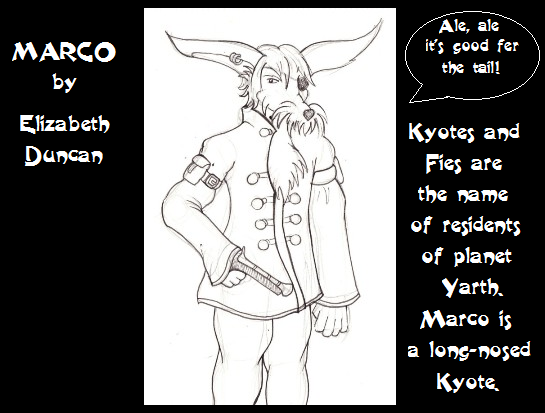 MARCO
by
Elizabeth
Duncan
Ale, ale
it's good fer
the tail!
Kyotes and
Fies are
the name
of residents
of planet
Yarth.
Marco is
a long-nosed
Kyote.